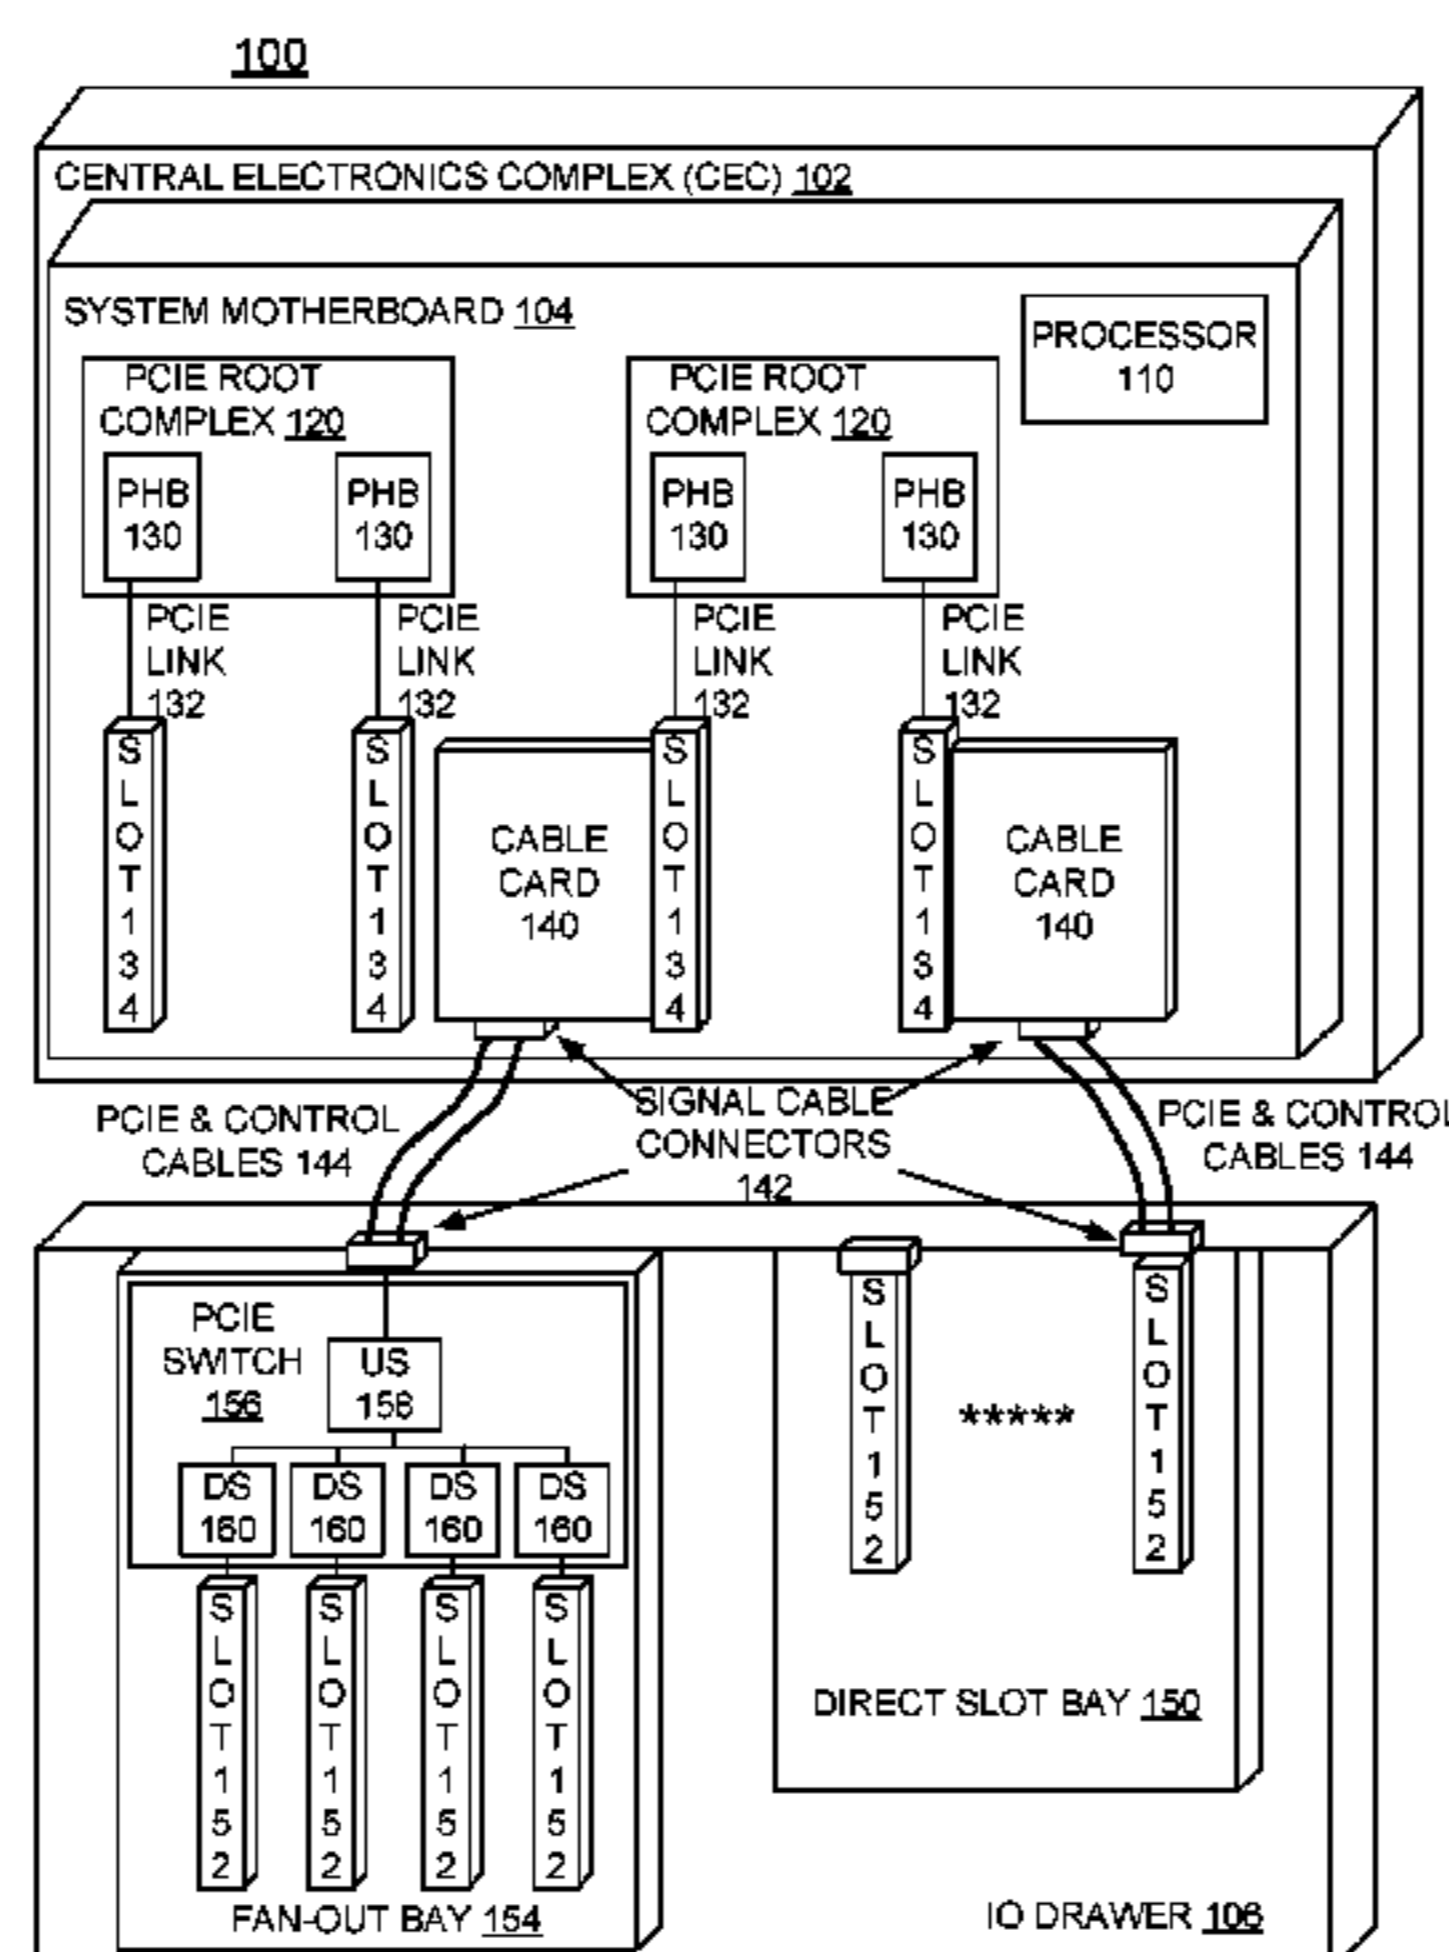 100
CENTRAL ELECTRONICS COMPLEX (CEC) 102
SYSTEM MOTHERBOARD 104
PROCESSOR
110
PCIE ROOT
COMPLEX 120
PCIE ROOT
COMPLEX 120
PHB
130
PHB
130
PHB
130
PHB
130
PCIE
LINK
132
PCIE
LINK
132
PCIE
LINK
132
PCIE
LINK
132
SLOT134
SLOT134
CABLE
CARD
140
SLOT134
SLOT134
CABLE
CARD
140
PCIE & CONTROL
CABLES 144
SIGNAL CABLE
CONNECTORS
142
PCIE & CONTROL
CABLES 144
PCIE
SWITCH
156
US
158
DS
160
DS
160
DS
160
DS
160
SLOT152
SLOT152
SLOT152
SLOT152
FAN-OUT BAY 154
SLOT152
*****
SLOT152
DIRECT SLOT BAY 150
IO DRAWER 106